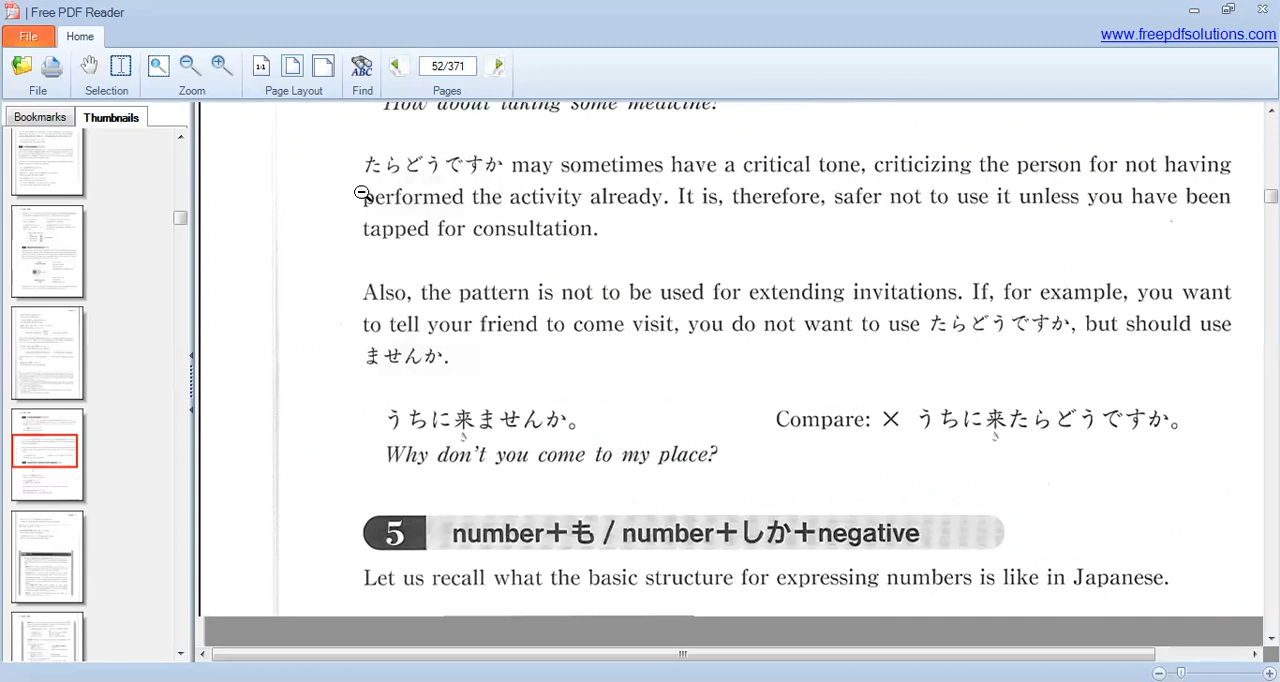 | Free PDF Reader
File
Home
www.freepdfsolutions.com
1:1
ABC
52/371
File
Selection
Zoom
Page Layout
Find
Pages
Bookmarks
Thumbnails
How about taking some medicine?
たらどうですか may sometimes have a critical tone, criticizing the person for not having
performed the activity already. It is, therefore, safer not to use it unless you have been
tapped for consultation.
Also, the pattern is not to be used for extending invitations. If, for example, you want
to tell your friend to come visit, you do not want to use たらどうですか, but should use
ませんか.
うちに来ませんか。
Compare: × うちに来たらどうですか。
き
Why don't you come to my place?
5
number+も / number+しか+negative
Let us recall what the basic structure for expressing numbers is like in Japanese.